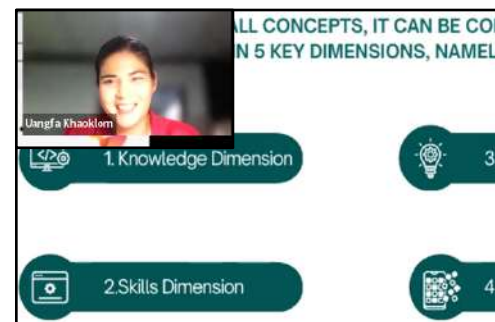 LL CONCEPTS, IT CAN BE CO
N 5 KEY DIMENSIONS, NAMEL
Uangfa Khaoklom
1. Knowledge Dimension
3
2.Skills Dimension
4